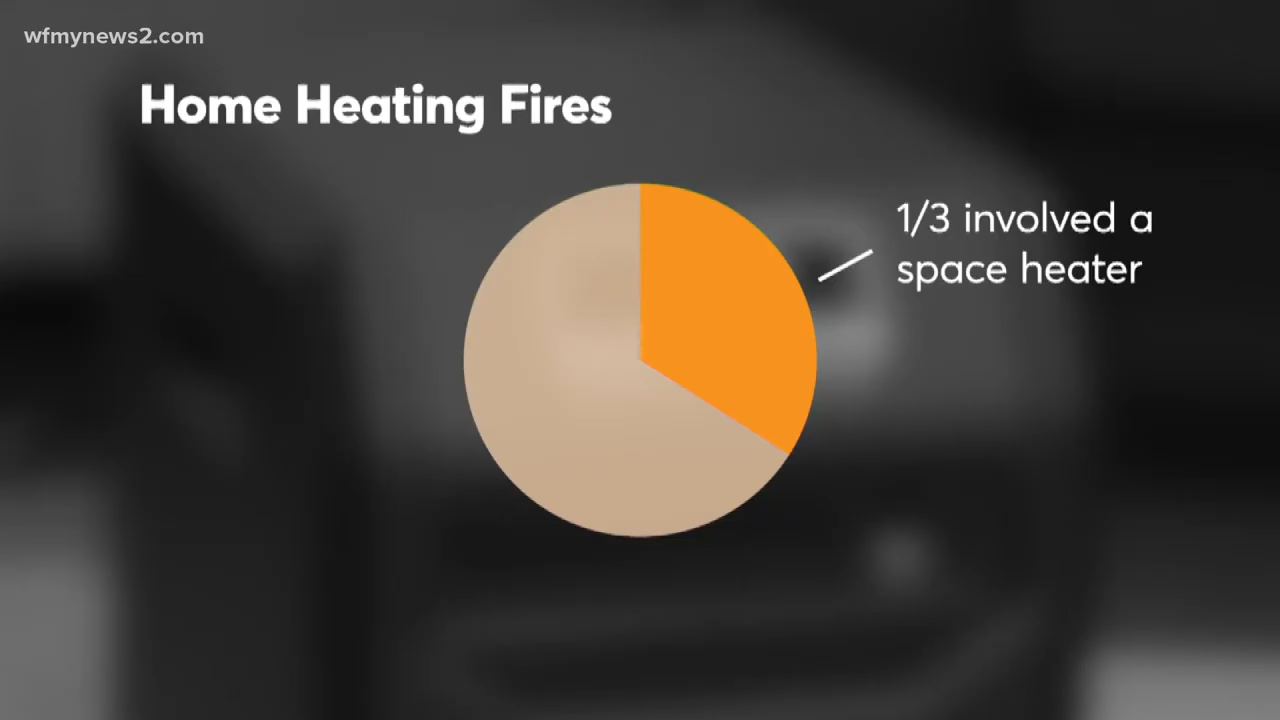 wfmynews2.com
Home Heating Fires
1/3 involved a
space heater